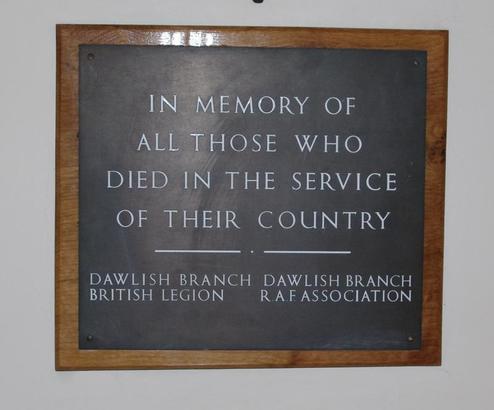 IN MEMORY OF
ALL THOSE WHO
DIED IN THE SERVICE
OF THEIR COUNTRY
DAWLISH BRANCH
BRITISH LEGION
DAWLISH BRANCH
R.A.F ASSOCIATION